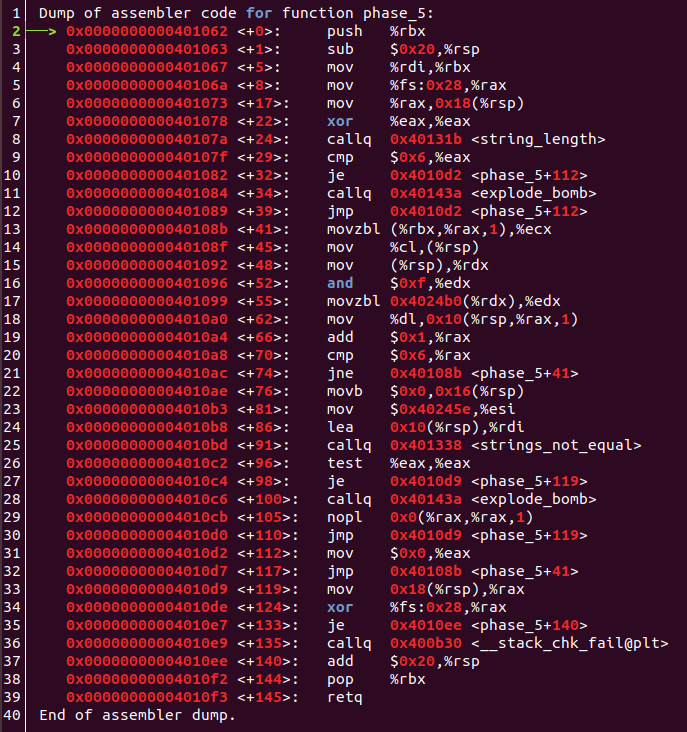 1 Dump of assembler code for function phase_5:
2 ──> 0x0000000000401062 <+0>: push %rbx
3 0x0000000000401063 <+1>: sub $0x20,%rsp
4 0x0000000000401067 <+5>: mov %rdi,%rbx
5 0x000000000040106a <+8>: mov %fs:0x28,%rax
6 0x0000000000401073 <+17>: mov %rax,0x18(%rsp)
7 0x0000000000401078 <+22>: xor %eax,%eax
8 0x000000000040107a <+24>: callq 0x40131b <string_length>
9 0x000000000040107f <+29>: cmp $0x6,%eax
10 0x0000000000401082 <+32>: je 0x4010d2 <phase_5+112>
11 0x0000000000401084 <+34>: callq 0x40143a <explode_bomb>
12 0x0000000000401089 <+39>: jmp 0x4010d2 <phase_5+112>
13 0x000000000040108b <+41>: movzbl (%rbx,%rax,1),%ecx
14 0x000000000040108f <+45>: mov %cl,(%rsp)
15 0x0000000000401092 <+48>: mov (%rsp),%rdx
16 0x0000000000401096 <+52>: and $0xf,%edx
17 0x0000000000401099 <+55>: movzbl 0x4024b0(%rdx),%edx
18 0x00000000004010a0 <+62>: mov %dl,0x10(%rsp,%rax,1)
19 0x00000000004010a4 <+66>: add $0x1,%rax
20 0x00000000004010a8 <+70>: cmp $0x6,%rax
21 0x00000000004010ac <+74>: jne 0x40108b <phase_5+41>
22 0x00000000004010ae <+76>: movb $0x0,0x16(%rsp)
23 0x00000000004010b3 <+81>: mov $0x40245e,%esi
24 0x00000000004010b8 <+86>: lea 0x10(%rsp),%rdi
25 0x00000000004010bd <+91>: callq 0x401338 <strings_not_equal>
26 0x00000000004010c2 <+96>: test %eax,%eax
27 0x00000000004010c4 <+98>: je 0x4010d9 <phase_5+119>
28 0x00000000004010c6 <+100>: callq 0x40143a <explode_bomb>
29 0x00000000004010cb <+105>: nopl 0x0(%rax,%rax,1)
30 0x00000000004010d0 <+110>: jmp 0x4010d9 <phase_5+119>
31 0x00000000004010d2 <+112>: mov $0x0,%eax
32 0x00000000004010d7 <+117>: jmp 0x40108b <phase_5+41>
33 0x00000000004010d9 <+119>: mov 0x18(%rsp),%rax
34 0x00000000004010de <+124>: xor %fs:0x28,%rax
35 0x00000000004010e7 <+133>: je 0x4010ee <phase_5+140>
36 0x00000000004010e9 <+135>: callq 0x400b30 <__stack_chk_fail@plt>
37 0x00000000004010ee <+140>: add $0x20,%rsp
38 0x00000000004010f2 <+144>: pop %rbx
39 0x00000000004010f3 <+145>: retq
40 End of assembler dump.